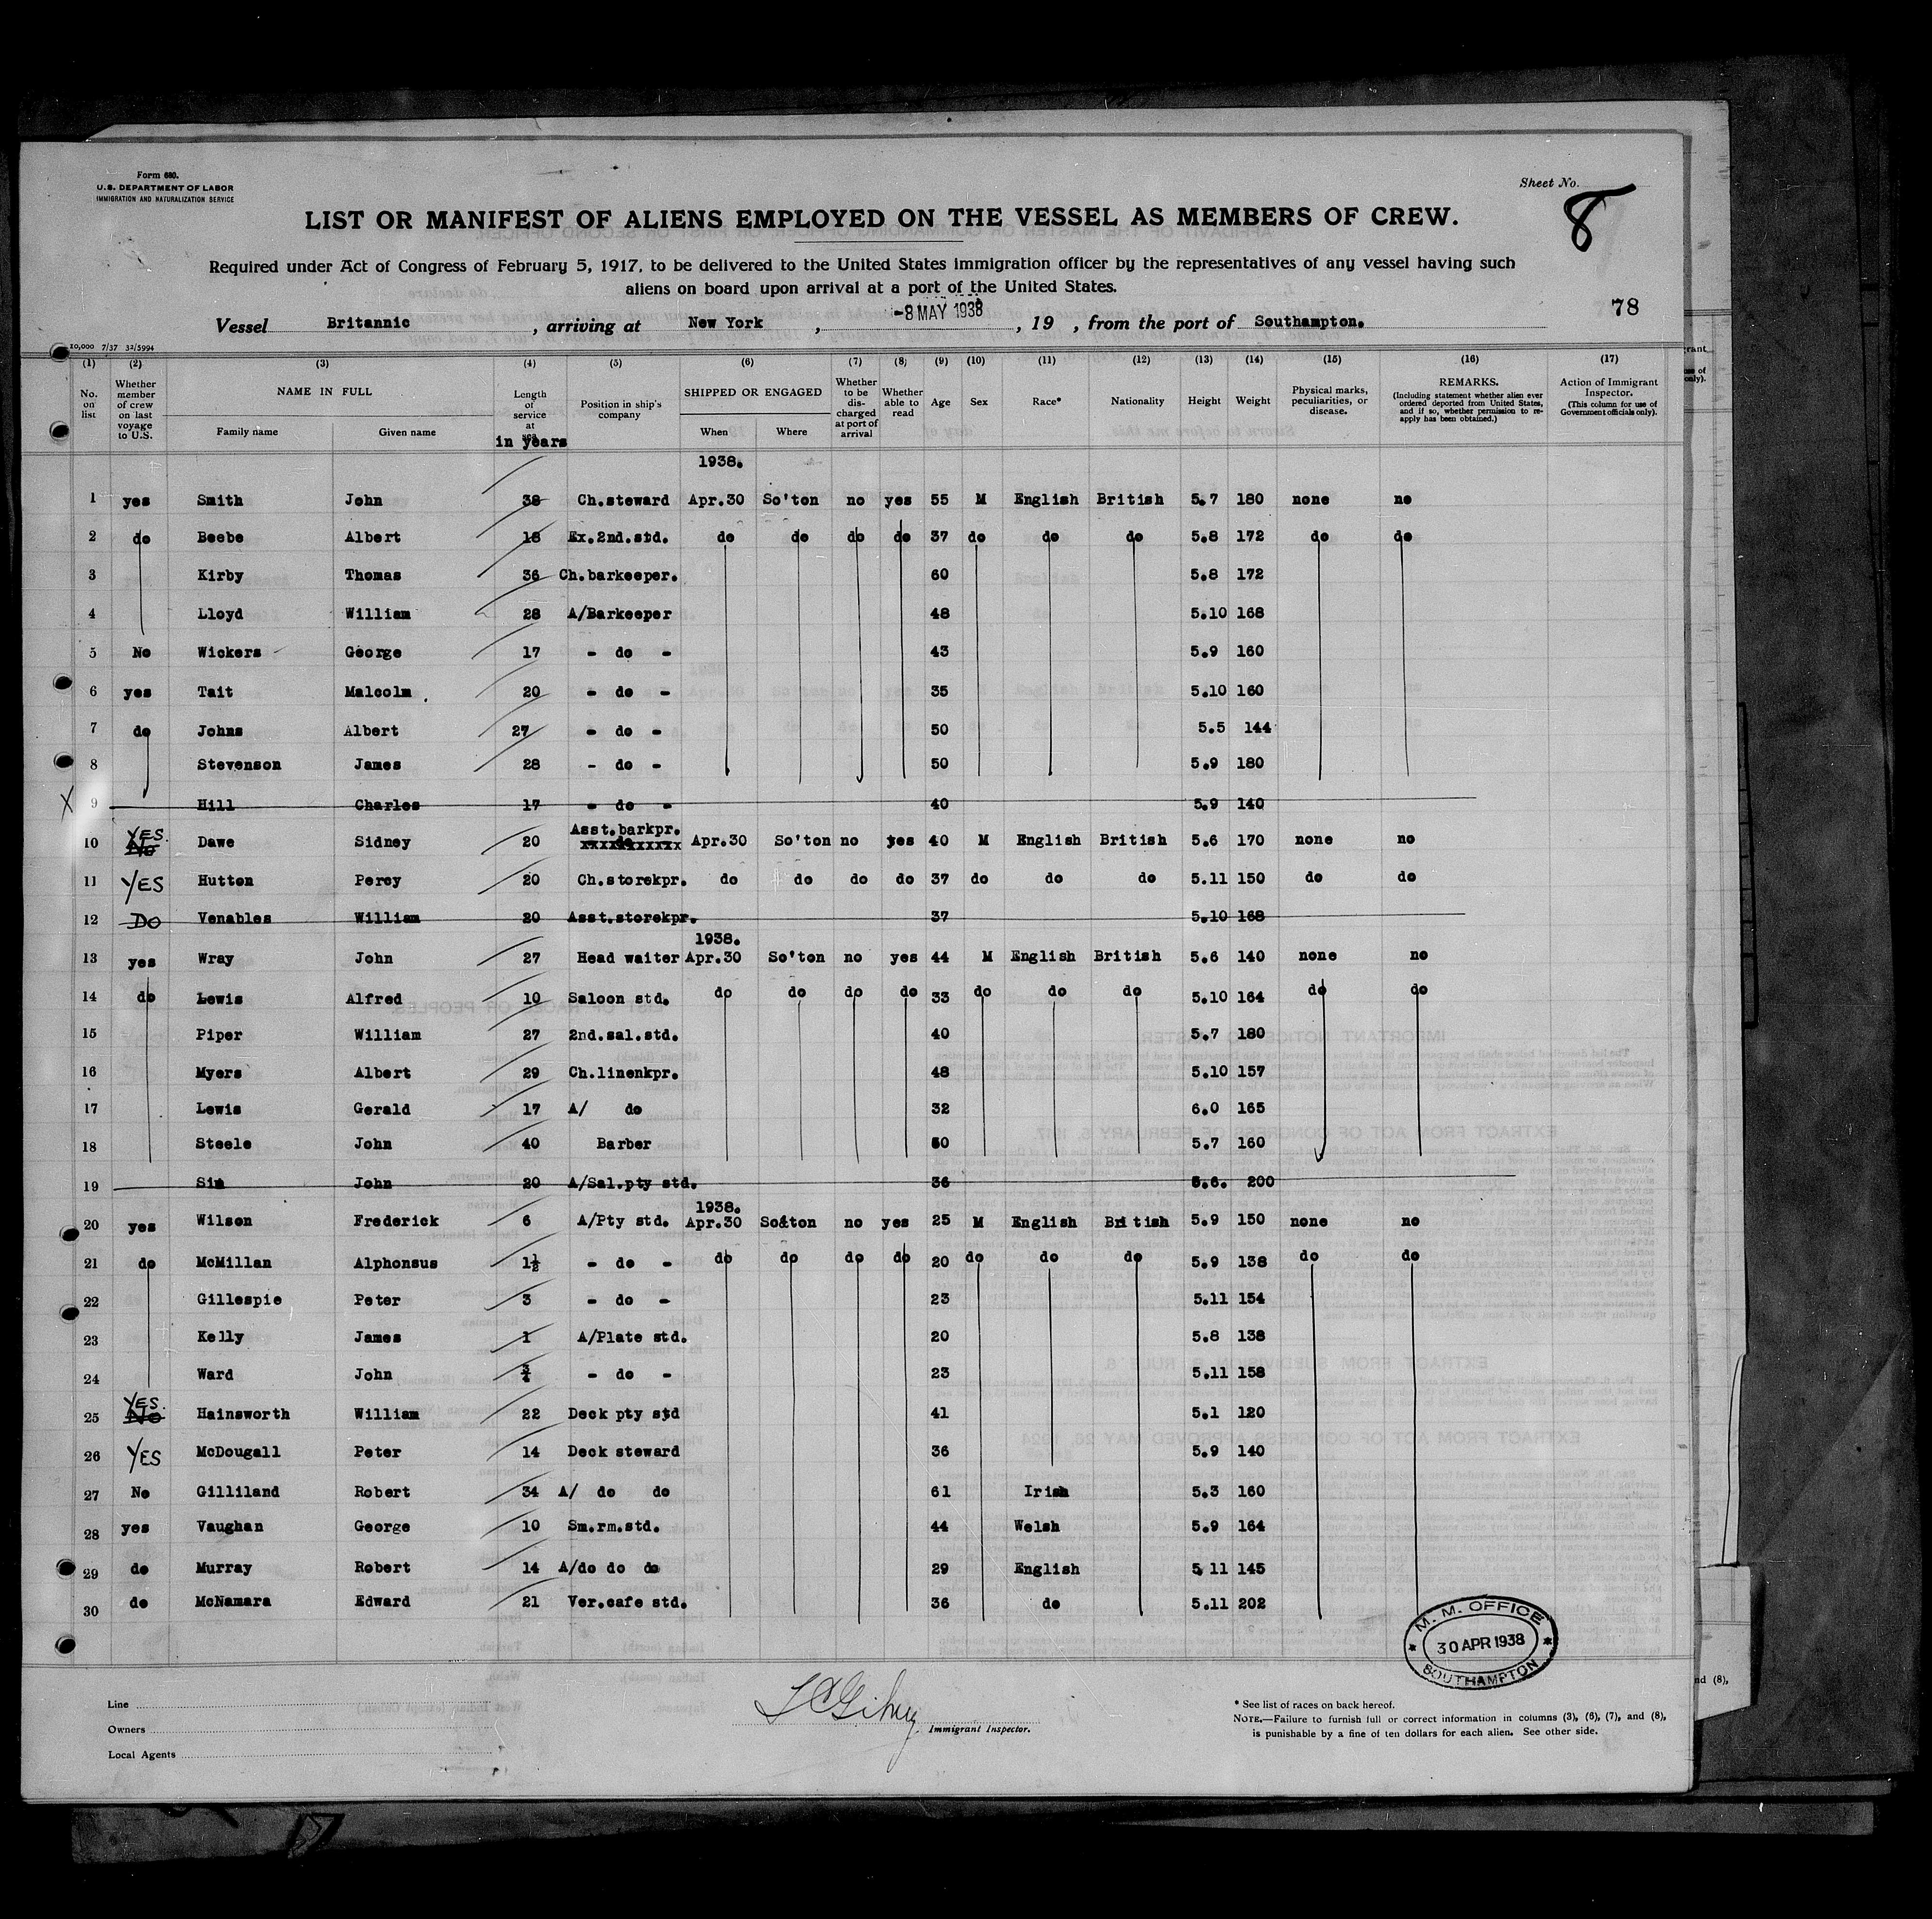 Form 680.
U.S. DEPARTMENT OF LABOR
IMMIGRATION AND NATURALIZATION SERVICE
Sheet No. 8
LIST OR MANIFEST OF ALIENS EMPLOYED ON THE VESSEL AS MEMBERS OF CREW.
Required under Act of Congress of February 5, 1917, to be delivered to the United States immigration officer by the representatives of any vessel having such
aliens on board upon arrival at a port of the United States.
Vessel Britannic, arriving at New York, -8 MAY 1938, 19 , from the port of Southampton. 78
10,000 7/37 32/5994
(1) (2) (3) (4) (5) (6) (7) (8) (9) (10) (11) (12) (13) (14) (15) (16) (17)
No. on list Whether member of crew on last voyage to U.S. NAME IN FULL Family name Given name Length of service at sea in years Position in ship's company SHIPPED OR ENGAGED When Where Whether to be discharged at port of arrival Whether able to read Age Sex Race* Nationality Height Weight Physical marks, peculiarities, or disease. REMARKS. (Including statement whether alien ever ordered deported from United States, and if so, whether permission to re-apply has been obtained.) Action of Immigrant Inspector. (This column for use of Government officials only).
1938.
1 yes Smith John 38 Ch.steward Apr.30 So'ton no yes 55 M English British 5.7 180 none no
2 do Beebe Albert 18 Ex.2nd.std. do do do do 37 do do do 5.8 172 do do
3 Kirby Thomas 36 Ch.barkeeper. 60 5.8 172
4 Lloyd William 28 A/Barkeeper 48 5.10 168
5 No Wickers George 17 - do - 43 5.9 160
6 yes Tait Malcolm 20 - do - 35 5.10 160
7 do Johns Albert 27 - do - 50 5.5 144
8 Stevenson James 28 - do - 50 5.9 180
X 9 Hill Charles 17 - do - 40 5.9 140
10 YES. No Dawe Sidney 20 Asst.barkpr. xxxxxxxxxxx Apr.30 So'ton no yes 40 M English British 5.6 170 none no
11 YES Hutton Percy 20 Ch.storekpr. do do do do 37 do do do 5.11 150 do do
12 DO Venables William 20 Asst.storekpr. 37 5.10 168
1938.
13 yes Wray John 27 Head waiter Apr.30 So'ton no yes 44 M English British 5.6 140 none no
14 do Lewis Alfred 10 Saloon std. do do do do 33 do do do 5.10 164 do do
15 Piper William 27 2nd.sal.std. 40 5.7 180
16 Myers Albert 29 Ch.linenkpr. 48 5.10 157
17 Lewis Gerald 17 A/ do 32 6.0 165
18 Steele John 40 Barber 50 5.7 160
19 Sim John 20 A/Sal.pty std. 36 5.6. 200
1938.
20 yes Wilson Frederick 6 A/Pty std. Apr.30 So&ton no yes 25 M English British 5.9 150 none no
21 do McMillan Alphonsus 1½ - do - do do do do 20 do do do 5.9 138 do do
22 Gillespie Peter 3 - do - 23 5.11 154
23 Kelly James 1 A/Plate std. 20 5.8 138
24 Ward John ¾ - do - 23 5.11 158
25 YES. No Hainsworth William 22 Deck pty std 41 5.1 120
26 YES McDougall Peter 14 Deck steward 36 5.9 140
27 No Gilliland Robert 34 A/ do do 61 Irish 5.3 160
28 yes Vaughan George 10 Sm.rm.std. 44 Welsh 5.9 164
29 do Murray Robert 14 A/do do do 29 English 5 11 145
30 do McNamara Edward 21 Ver.cafe std. 36 do 5.11 202
M. M. OFFICE
* 30 APR 1938 *
SOUTHAMPTON
Line
Owners
Local Agents
Immigrant Inspector.
* See list of races on back hereof.
NOTE.—Failure to furnish full or correct information in columns (3), (6), (7), and (8),
is punishable by a fine of ten dollars for each alien. See other side.